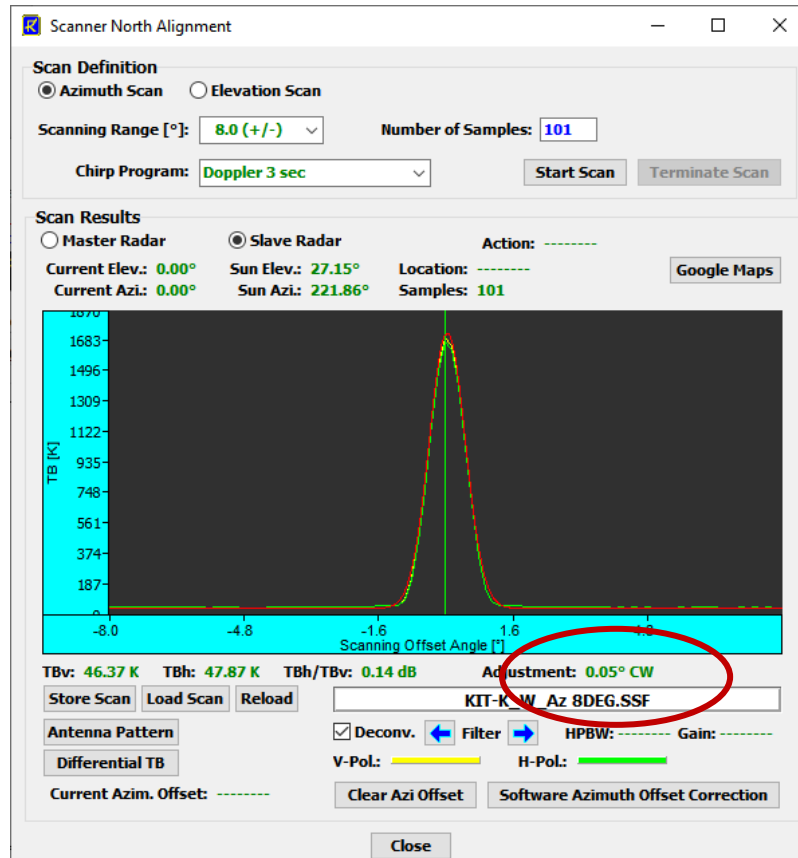 Scanner North Alignment
Scan Definition
Azimuth Scan Elevation Scan
Scanning Range [°]: 8.0 (+/-) Number of Samples: 101
Chirp Program: Doppler 3 sec Start Scan Terminate Scan
Scan Results
Master Radar Slave Radar Action: --------
Current Elev.: 0.00° Sun Elev.: 27.15° Location: --------
Google Maps
Current Azi.: 0.00° Sun Azi.: 221.86° Samples: 101
1870
1683
1496
1309
1122
935
748
561
374
187
0
TB [K]
-8.0 -4.8 -1.6 1.6 4.8
Scanning Offset Angle [°]
TBv: 46.37 K TBh: 47.87 K TBh/TBv: 0.14 dB Adjustment: 0.05° CW
Store Scan Load Scan Reload KIT-K_W_Az 8DEG.SSF
Antenna Pattern Deconv. Filter HPBW: -------- Gain: --------
Differential TB V-Pol.: H-Pol.:
Current Azim. Offset: -------- Clear Azi Offset Software Azimuth Offset Correction
Close